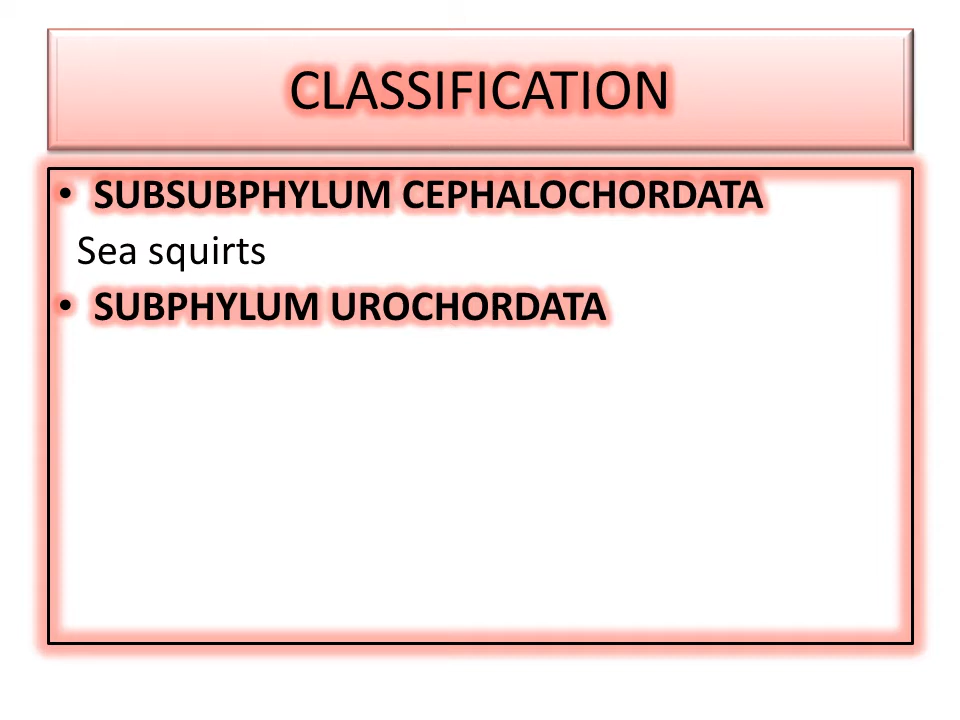 CLASSIFICATION
• SUBSUBPHYLUM CEPHALOCHORDATA
Sea squirts
• SUBPHYLUM UROCHORDATA